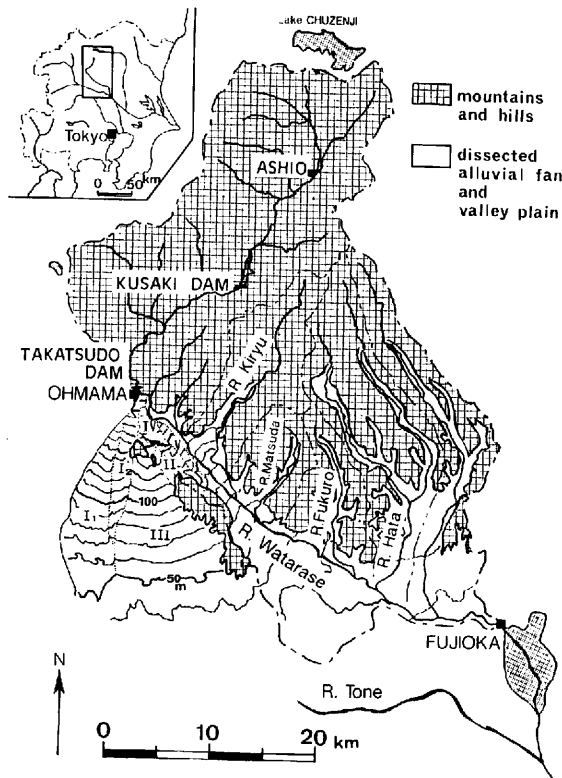 Lake CHUZENJI
Tokyo
0 50km
mountains
and hills
dissected
alluvial fan
and
valley plain
ASHIO
KUSAKI DAM
TAKATSUDO
DAM
OHMAMA
R. Kiryu
R. Matsuda
R. Fukuro
R. Hata
R. Watarase
IV
I₂
II
100
I₁
III
50
m
FUJIOKA
R. Tone
N
0 10 20
km